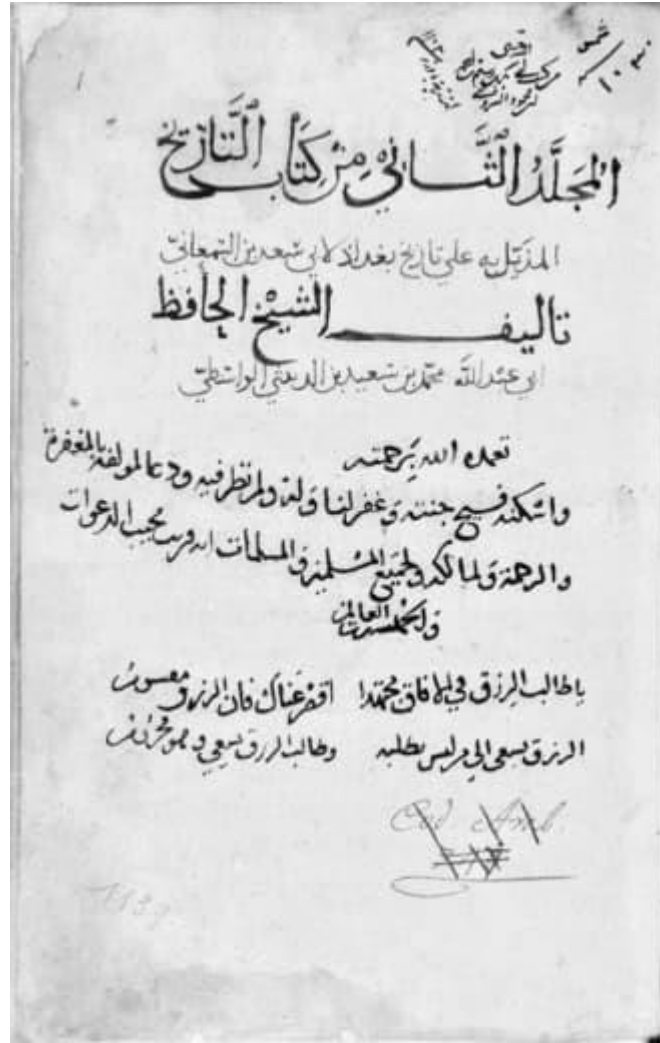 المجلد الثاني من كتاب التاريخ
المذيل به على تاريخ بغداد لابي سعد بن السمعاني
تاليف الشيخ الحافظ
ابي عبد الله محمد بن سعيد بن الدبيثي الواسطي
تغمده الله برحمته
واسكنه فسيح جنته وغفر لنا وله ولمن نظر فيه ودعا لمولفه بالمغفرة
والرحمة ولمالكه ولجميع المسلمين والمسلمات انه قريب مجيب الدعوات
والحمد لله رب العالمين
يا طالب الرزق في الافاق مجتهدا اقصر عناك فان الرزق مقسوم
الرزق يسعى الى من ليس يطلبه وطالب الرزق يسعى وهو محروم
Cod. Arab.